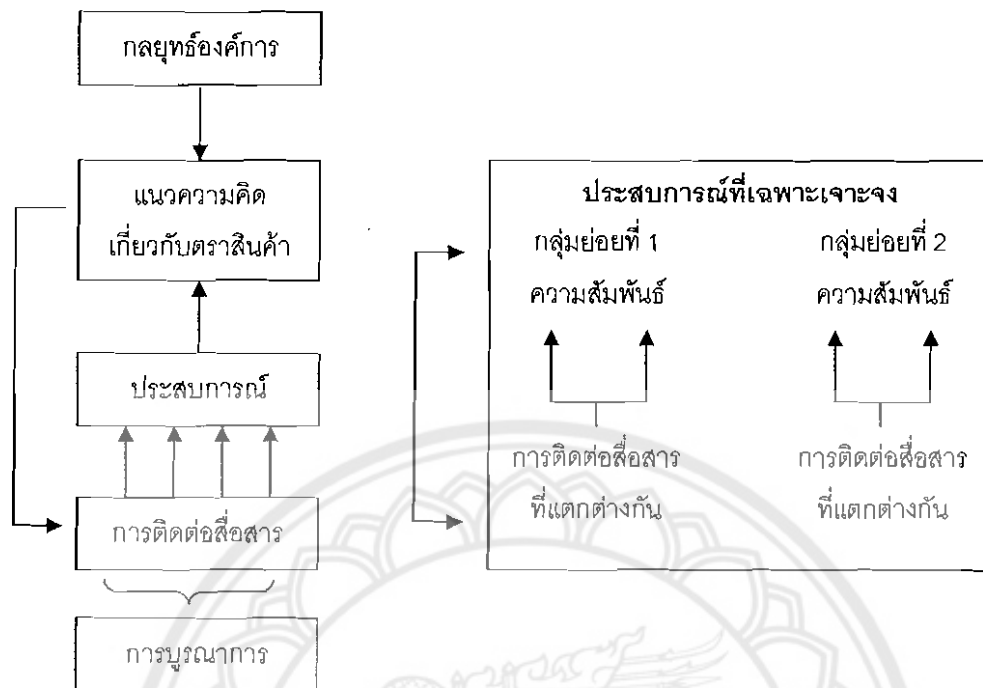 กลยุทธ์องค์การ
แนวความคิด
เกี่ยวกับตราสินค้า
ประสบการณ์
การติดต่อสื่อสาร
การบูรณาการ
ประสบการณ์ที่เฉพาะเจาะจง
กลุ่มย่อยที่ 1
ความสัมพันธ์
การติดต่อสื่อสาร
ที่แตกต่างกัน
กลุ่มย่อยที่ 2
ความสัมพันธ์
การติดต่อสื่อสาร
ที่แตกต่างกัน